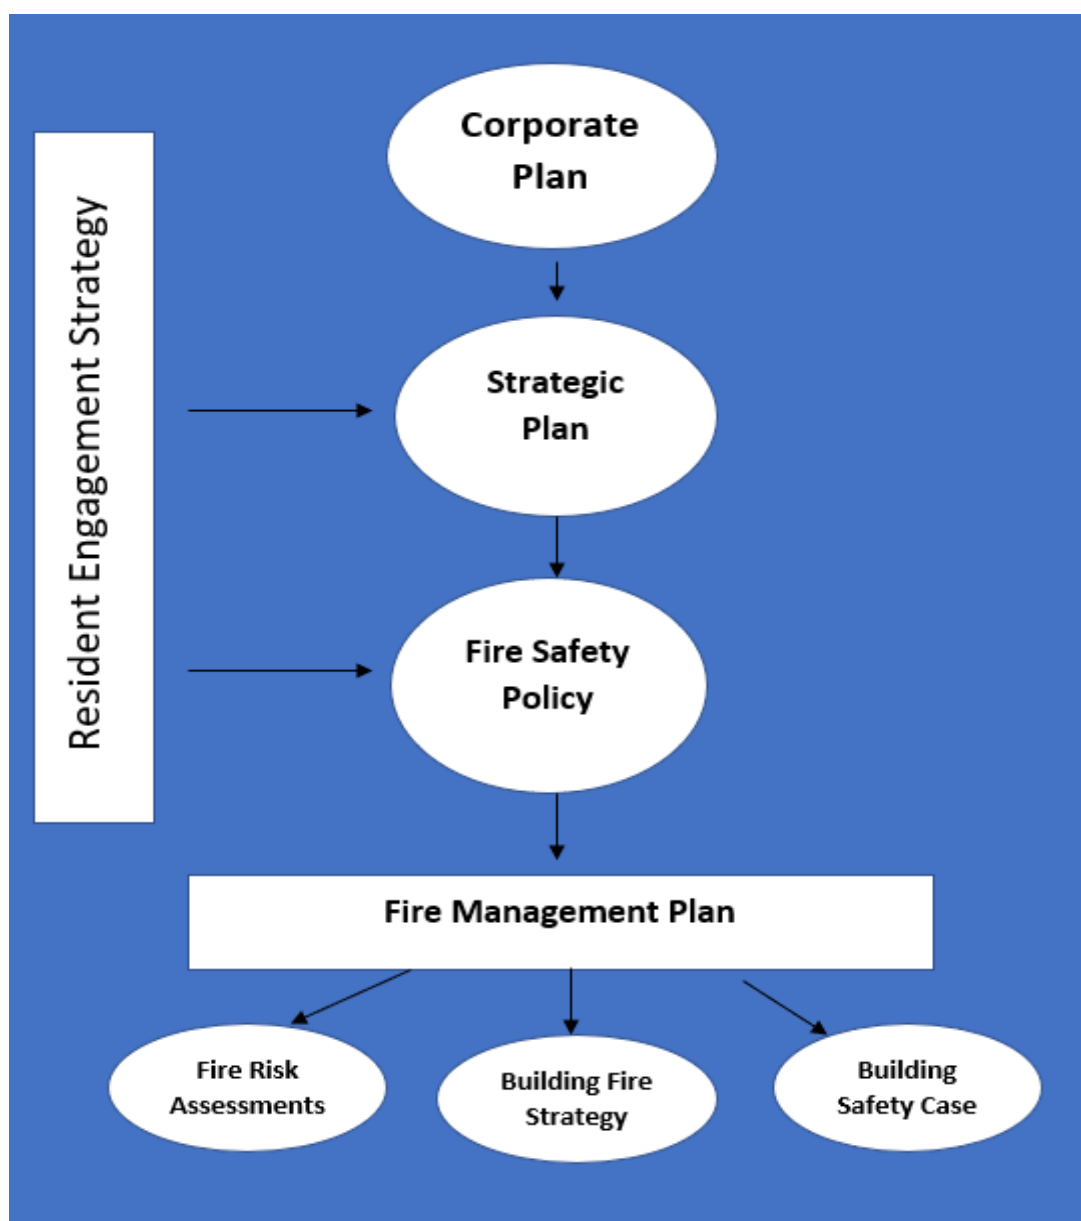 Corporate
Plan
Resident Engagement Strategy
Strategic
Plan
Fire Safety
Policy
Fire Management Plan
Fire Risk
Assessments
Building Fire
Strategy
Building
Safety Case